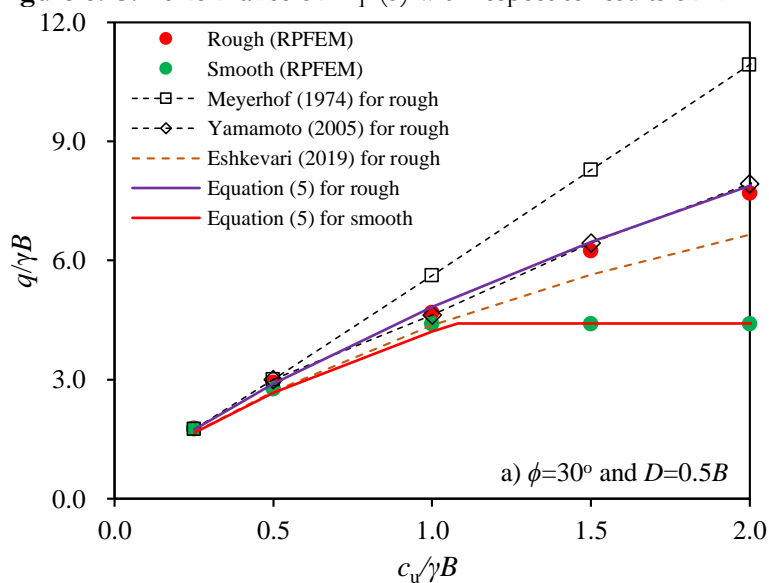 12.0
9.0
6.0
3.0
0.0
q/γB
Rough (RPFEM)
Smooth (RPFEM)
Meyerhof (1974) for rough
Yamamoto (2005) for rough
Eshkevari (2019) for rough
Equation (5) for rough
Equation (5) for smooth
a) ϕ=30° and D=0.5B
0.0 0.5 1.0 1.5 2.0
cu/γB